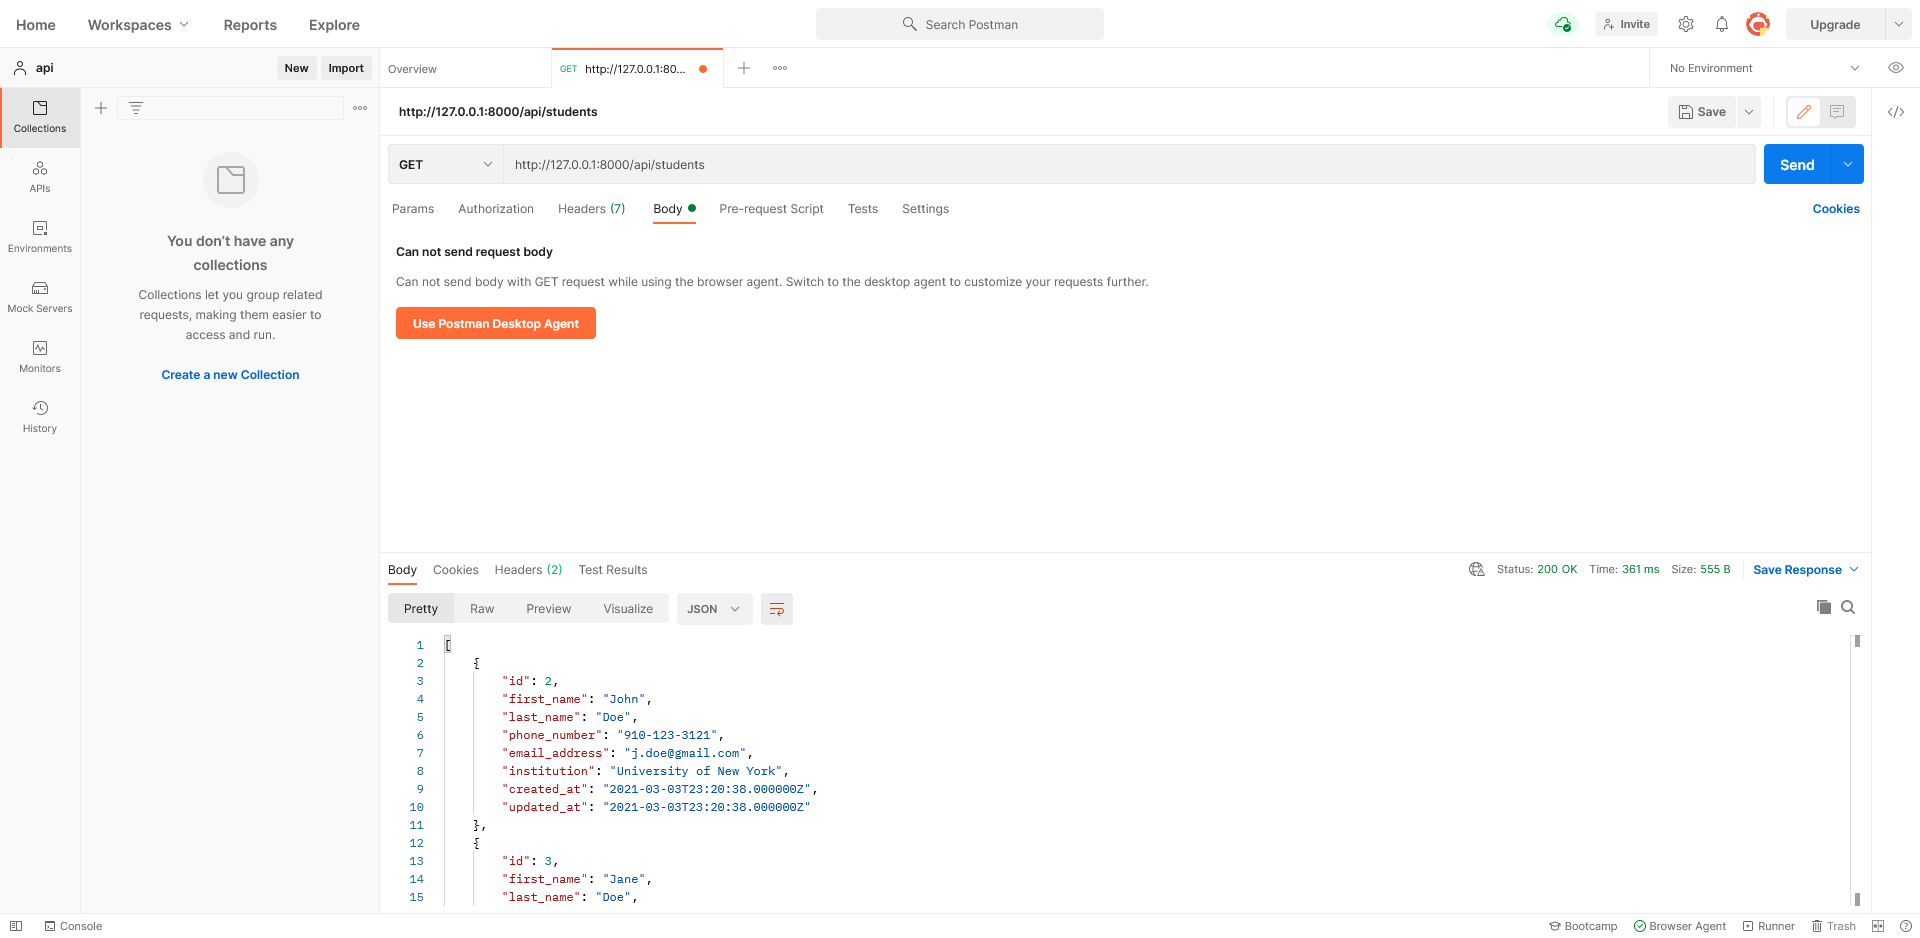 Home Workspaces Reports Explore Search Postman Invite Upgrade
api New Import Overview GET http://127.0.0.1:80... No Environment
http://127.0.0.1:8000/api/students Save
Collections
APIs
Environments
Mock Servers
Monitors
History
You don’t have any
collections
Collections let you group related
requests, making them easier to
access and run.
Create a new Collection
GET http://127.0.0.1:8000/api/students Send
Params Authorization Headers (7) Body Pre-request Script Tests Settings Cookies
Can not send request body
Can not send body with GET request while using the browser agent. Switch to the desktop agent to customize your requests further.
Use Postman Desktop Agent
Body Cookies Headers (2) Test Results Status: 200 OK Time: 361 ms Size: 555 B Save Response
Pretty Raw Preview Visualize JSON
1 [
2 {
3 "id": 2,
4 "first_name": "John",
5 "last_name": "Doe",
6 "phone_number": "910-123-3121",
7 "email_address": "j.doe@gmail.com",
8 "institution": "University of New York",
9 "created_at": "2021-03-03T23:20:38.000000Z",
10 "updated_at": "2021-03-03T23:20:38.000000Z"
11 },
12 {
13 "id": 3,
14 "first_name": "Jane",
15 "last_name": "Doe",
Console Bootcamp Browser Agent Runner Trash